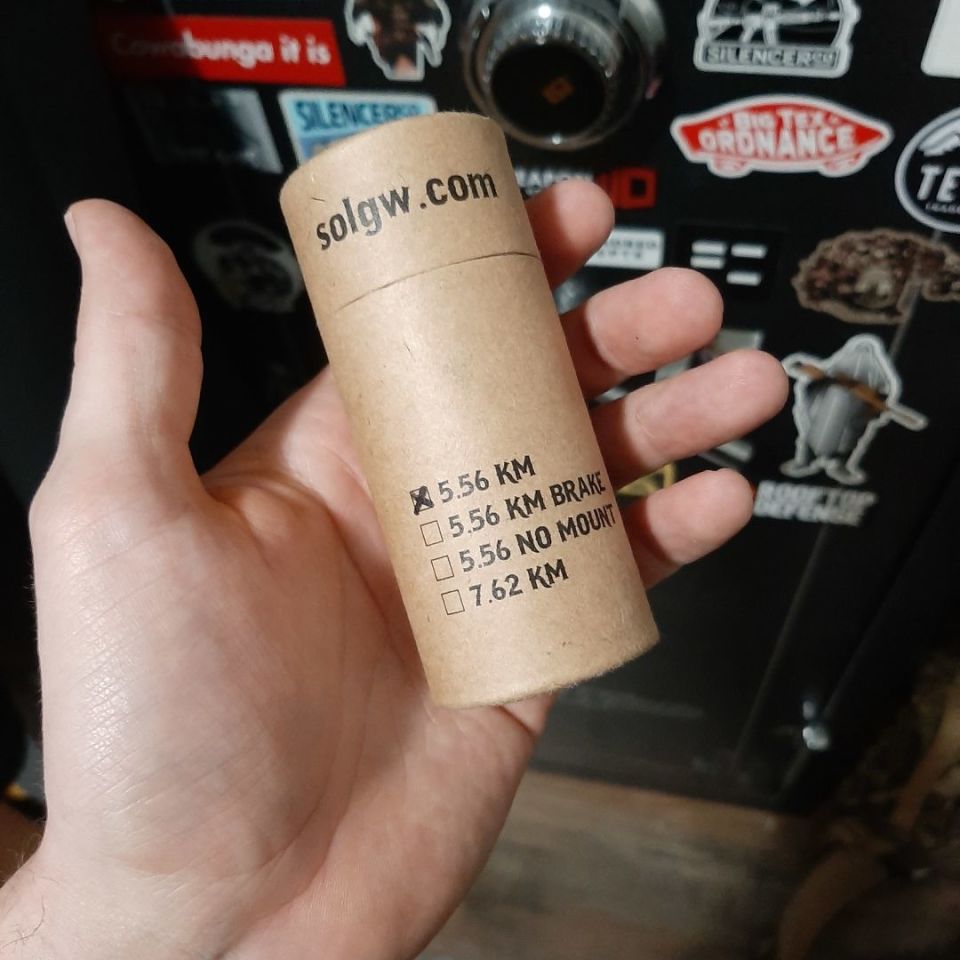 Cowabunga it is
SILENCERCO
SILENCERCO
BIG TEX
ORDNANCE
solgw.com
TE
5.56 KM
5.56 KM BRAKE
5.56 NO MOUNT
7.62 KM
ROOFTOP
DEFENSE